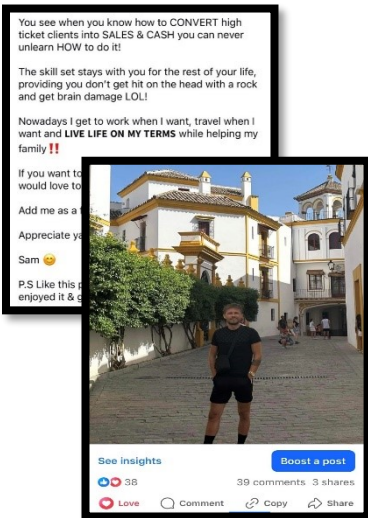 You see when you know how to CONVERT high
ticket clients into SALES & CASH you can never
unlearn HOW to do it!
The skill set stays with you for the rest of your life,
providing you don't get hit on the head with a rock
and get brain damage LOL!
Nowadays I get to work when I want, travel when I
want and LIVE LIFE ON MY TERMS while helping my
family ‼️
If you want to
would love to
Add me as a
Appreciate ya
Sam 😊
P.S Like this
enjoyed it &
See insights
Boost a post
38
39 comments 3 shares
Love
Comment
Copy
Share